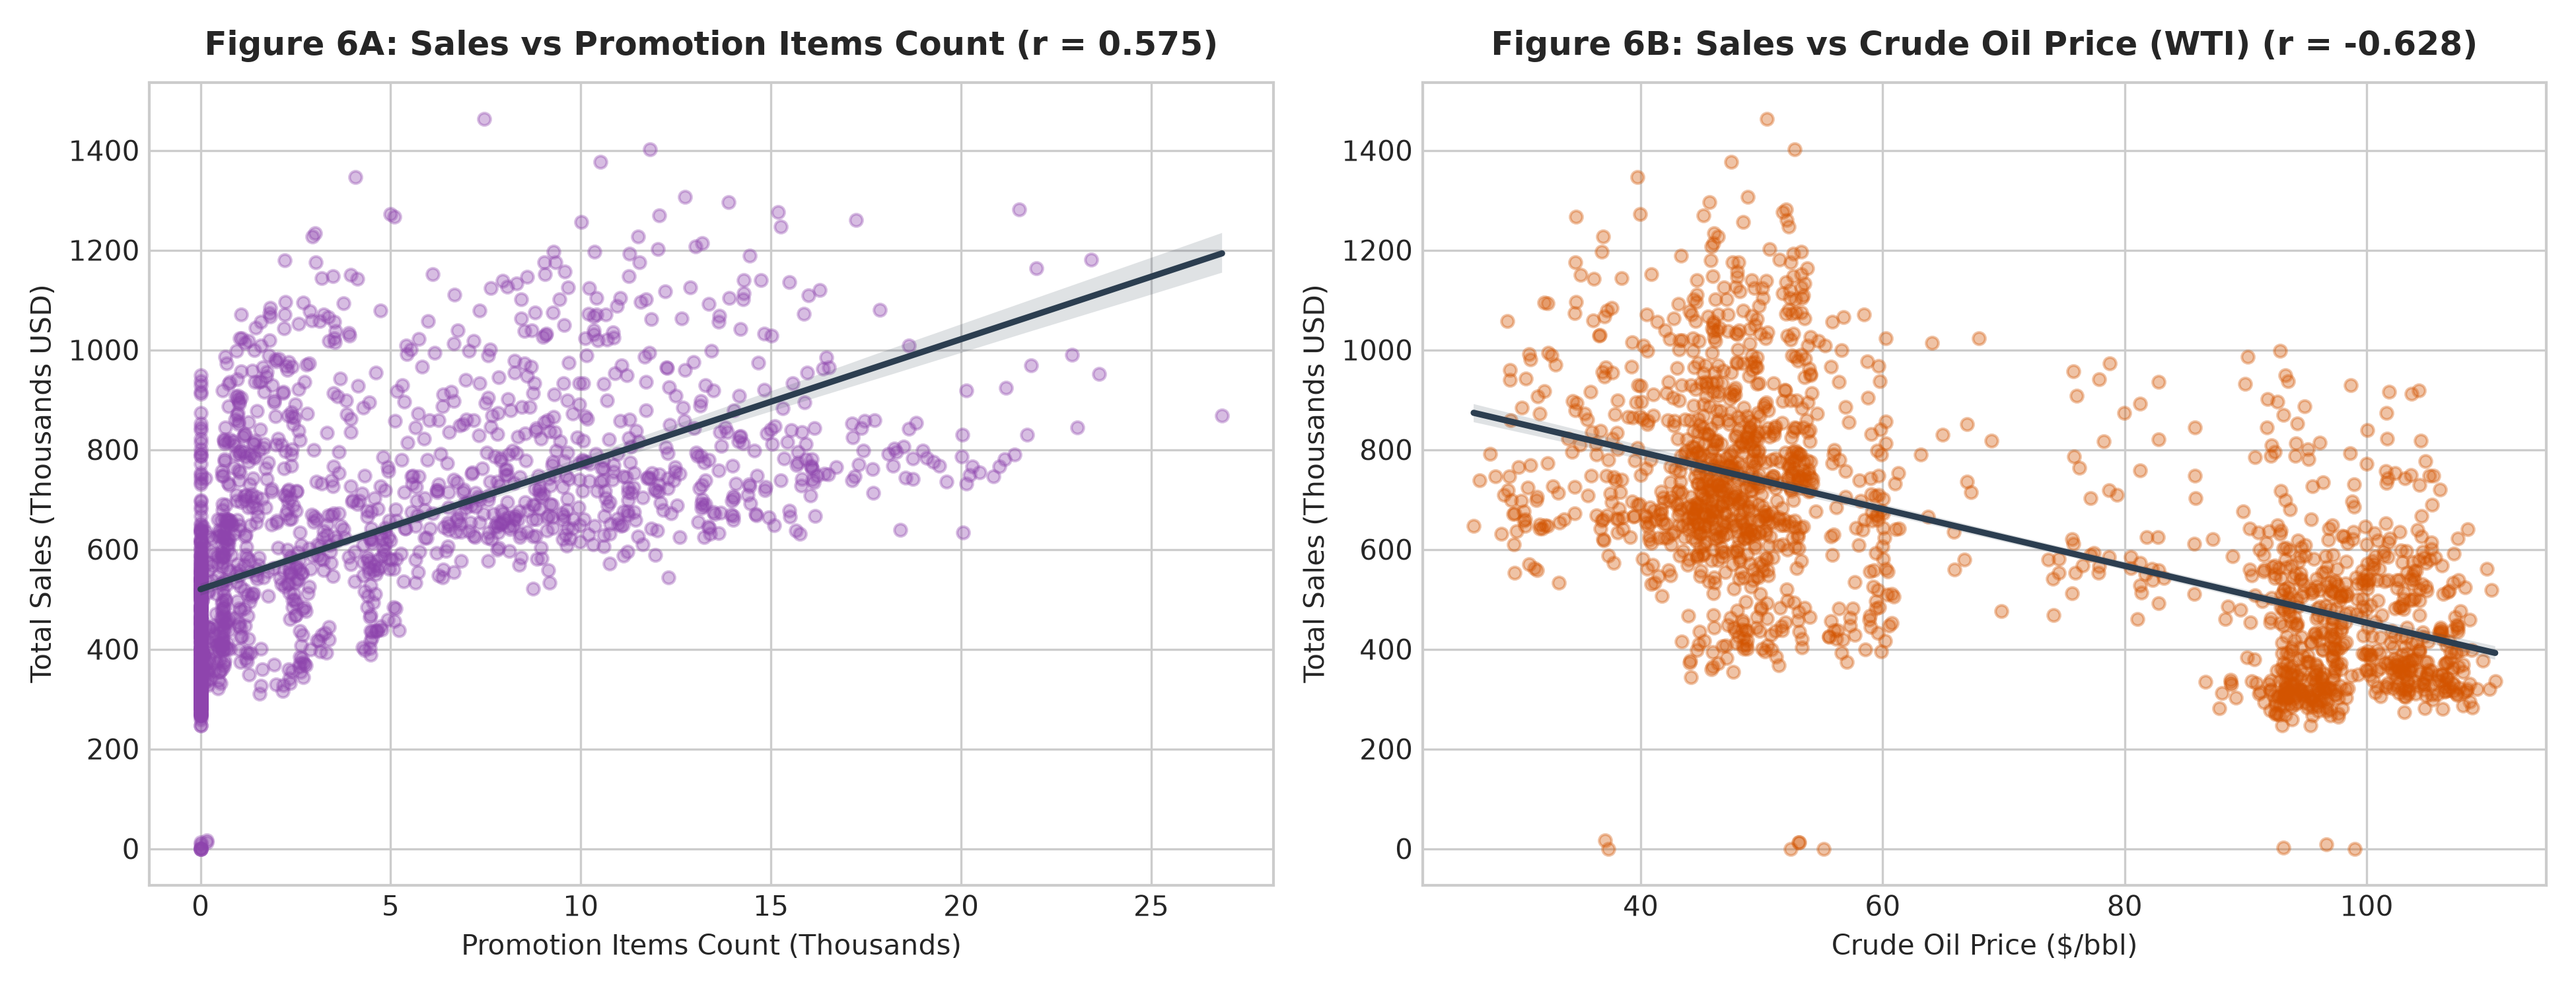 Figure 6A: Sales vs Promotion Items Count (r = 0.575)
Total Sales (Thousands USD)
1400
1200
1000
800
600
400
200
0
0 5 10 15 20 25
Promotion Items Count (Thousands)
Figure 6B: Sales vs Crude Oil Price (WTI) (r = -0.628)
Total Sales (Thousands USD)
1400
1200
1000
800
600
400
200
0
40 60 80 100
Crude Oil Price ($/bbl)